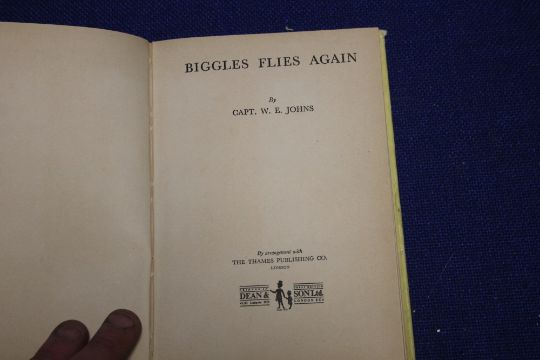 BIGGLES FLIES AGAIN
By
CAPT. W. E. JOHNS
By arrangement with
THE THAMES PUBLISHING CO.
LONDON
DEAN & SON Ltd.